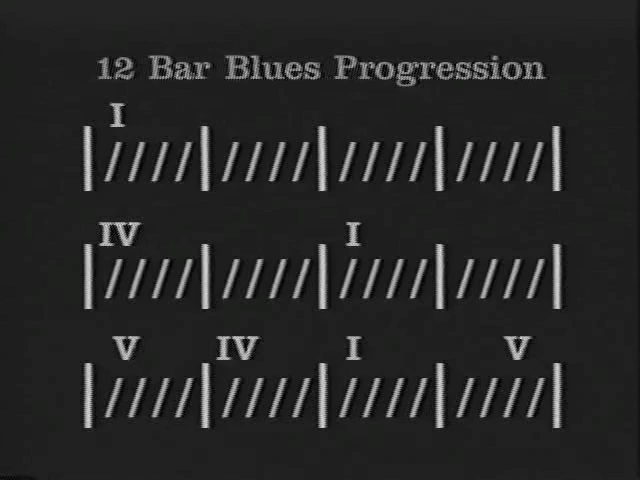 12 Bar Blues Progression
I
| //// | //// | //// | //// |
IV I
| //// | //// | //// | //// |
V IV I V
| //// | //// | //// | //// |